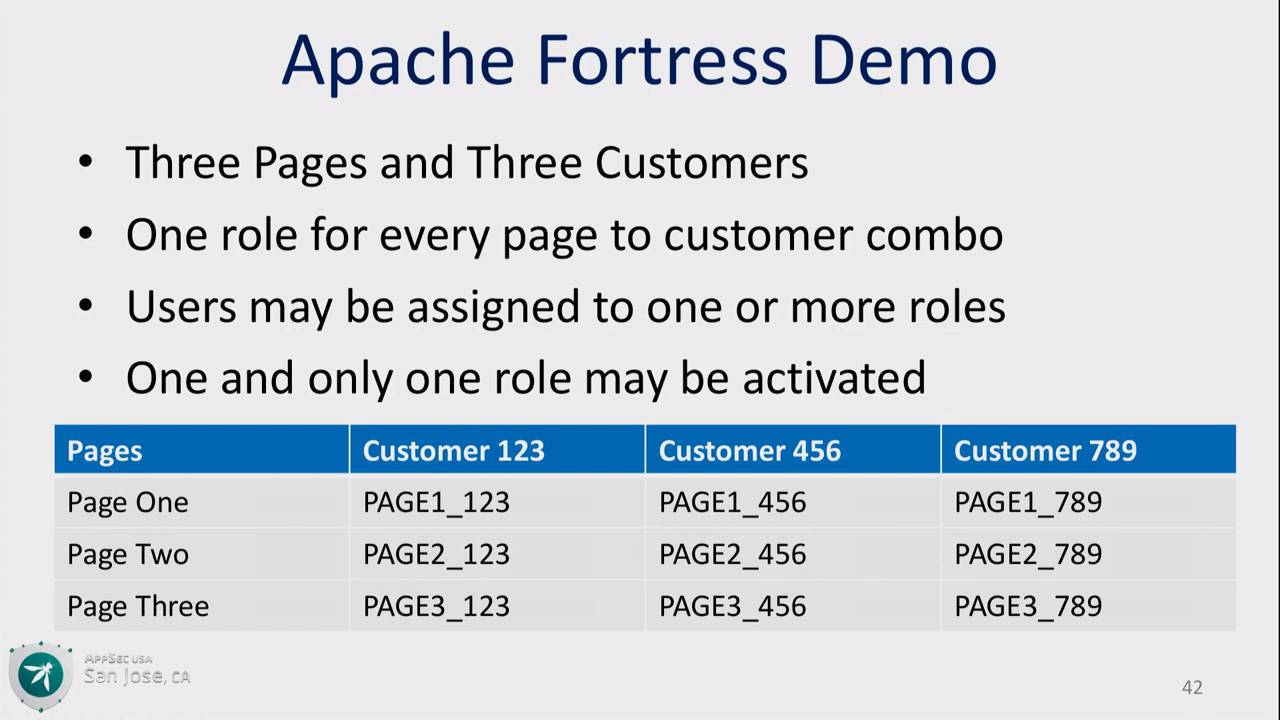 Apache Fortress Demo
• Three Pages and Three Customers
• One role for every page to customer combo
• Users may be assigned to one or more roles
• One and only one role may be activated
Pages Customer 123 Customer 456 Customer 789
Page One PAGE1_123 PAGE1_456 PAGE1_789
Page Two PAGE2_123 PAGE2_456 PAGE2_789
Page Three PAGE3_123 PAGE3_456 PAGE3_789
AppSec USA
San Jose, CA
42